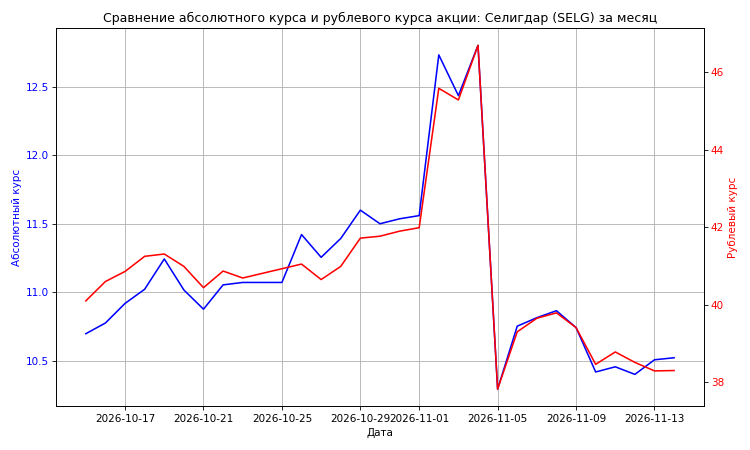 Сравнение абсолютного курса и рублевого курса акции: Селигдар (SELG) за месяц
Абсолютный курс
12.5
12.0
11.5
11.0
10.5
46
44
42
40
38
Рублевый курс
2026-10-17 2026-10-21 2026-10-25 2026-10-29 2026-11-01 2026-11-05 2026-11-09 2026-11-13
Дата